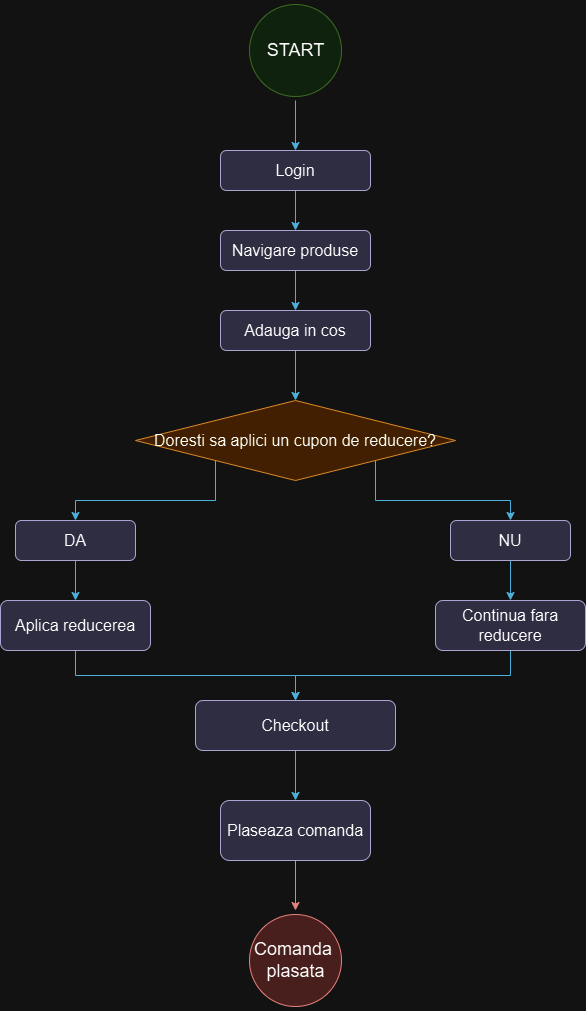 START
Login
Navigare produse
Adauga in cos
Doresti sa aplici un cupon de reducere?
DA
NU
Aplica reducerea
Continua fara
reducere
Checkout
Plaseaza comanda
Comanda
plasata